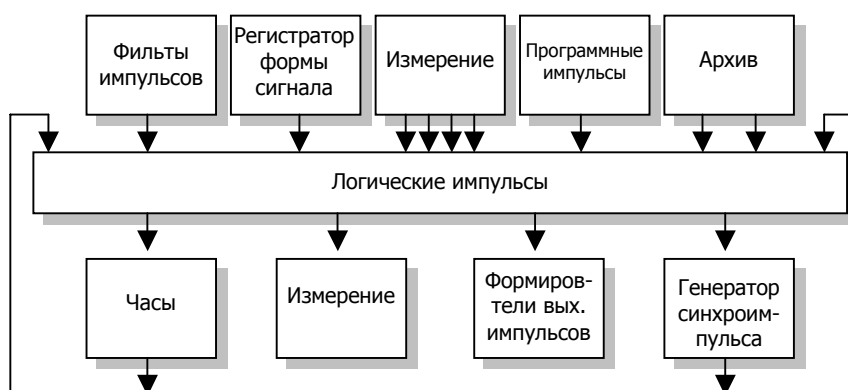 Фильты
импульсов
Регистратор
формы
сигнала
Измерение
Программные
импульсы
Архив
Логические импульсы
Часы
Измерение
Формиров-
тели вых.
импульсов
Генератор
синхроим-
пульса